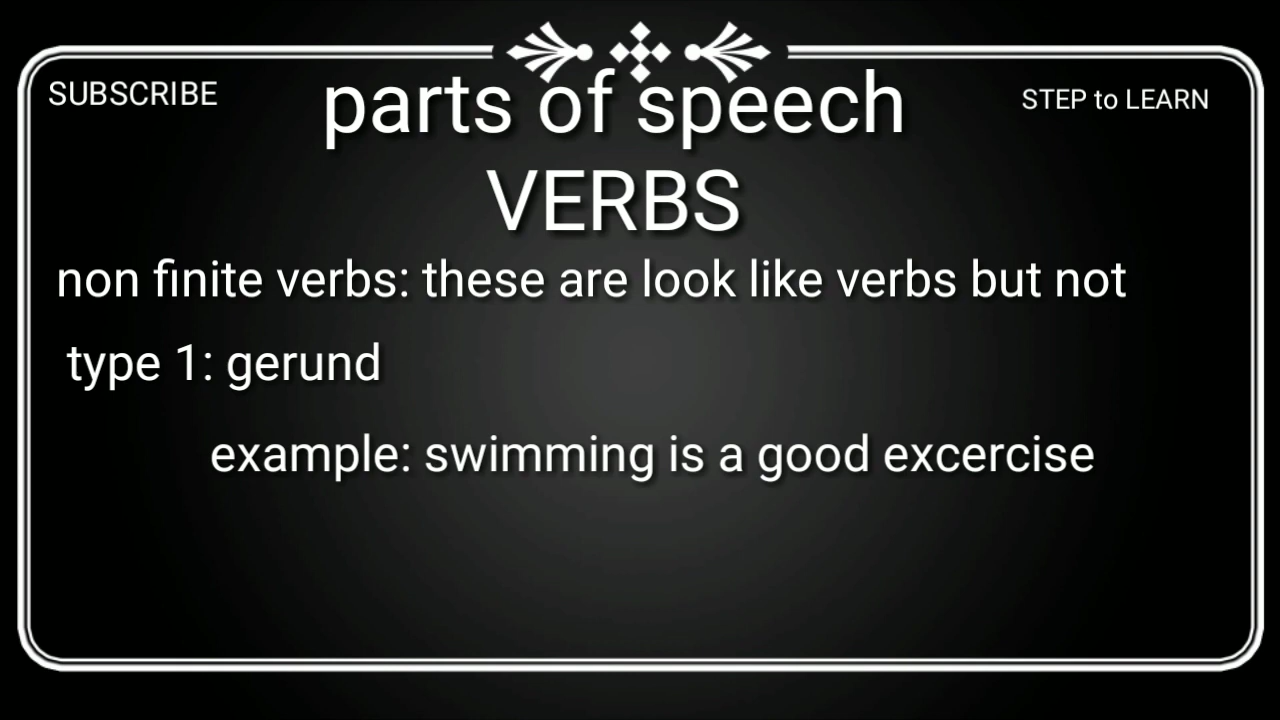 SUBSCRIBE
parts of speech
STEP to LEARN
VERBS
non finite verbs: these are look like verbs but not
type 1: gerund
example: swimming is a good excercise